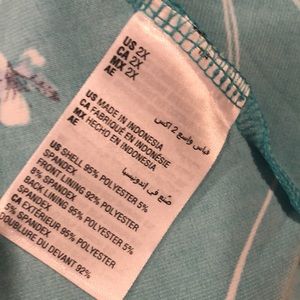 US 2X
CA 2X
MX 2X
AE
قياس واسع 2 اكس
US MADE IN INDONESIA
CA FABRIQUÉ EN INDONÉSIE
MX HECHO EN INDONESIA
AE
صنع في اندونيسيا
US SHELL 95% POLYESTER 5%
SPANDEX
FRONT LINING 92% POLYESTER
8% SPANDEX
BACK LINING 95% POLYESTER 5%
SPANDEX
CA EXTÉRIEUR 95% POLYESTER 5%
SPANDEX
DOUBLURE DU DEVANT 92%